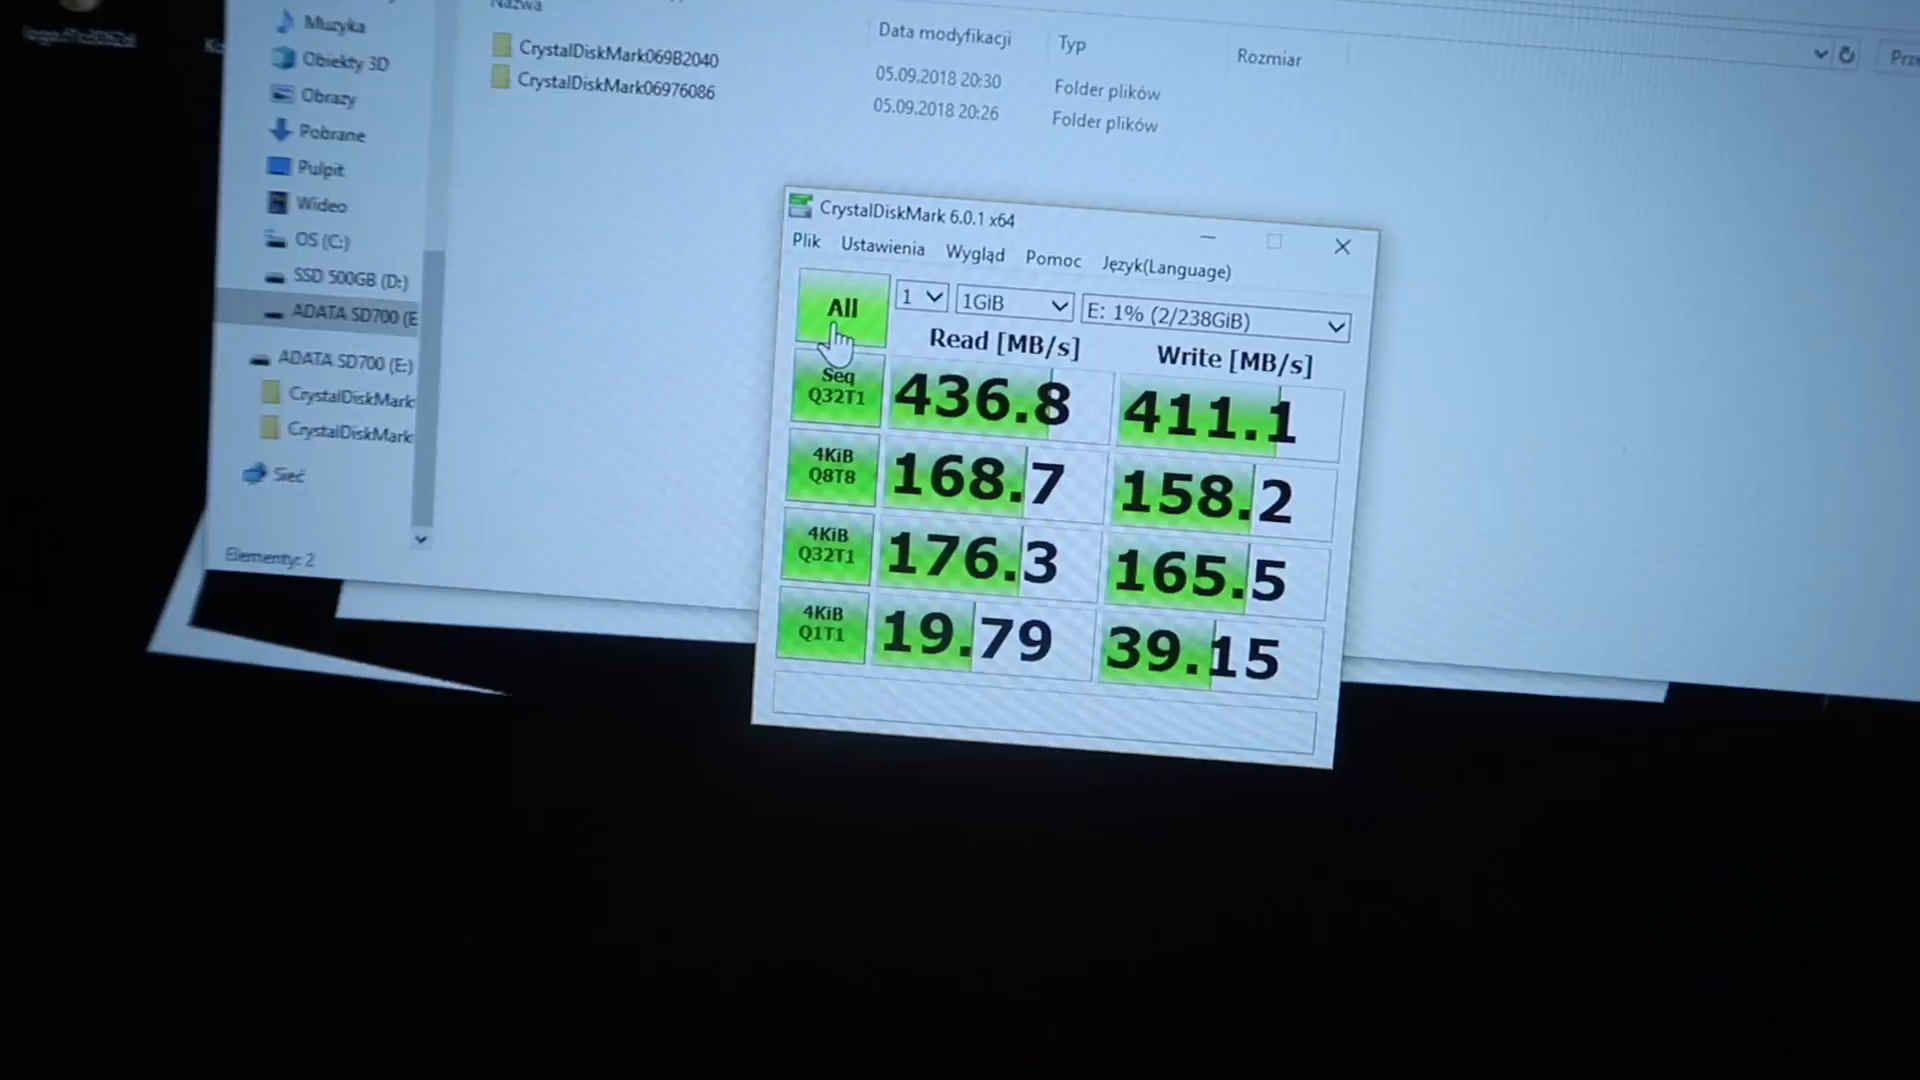 Nazwa
Data modyfikacji
Typ
Rozmiar
CrystalDiskMark069B2040
05.09.2018 20:30
Folder plików
CrystalDiskMark06976086
05.09.2018 20:26
Folder plików
Muzyka
Obiekty 3D
Obrazy
Pobrane
Pulpit
Wideo
OS (C:)
SSD 500GB (D:)
ADATA SD700 (E
ADATA SD700 (E:)
CrystalDiskMark
CrystalDiskMark
Sieć
Elementy: 2
CrystalDiskMark 6.0.1 x64
Plik Ustawienia Wygląd Pomoc Język(Language)
All
1
1GiB
E: 1% (2/238GiB)
Read [MB/s]
Write [MB/s]
Seq
Q32T1
436.8
411.1
4KiB
Q8T8
168.7
158.2
4KiB
Q32T1
176.3
165.5
4KiB
Q1T1
19.79
39.15